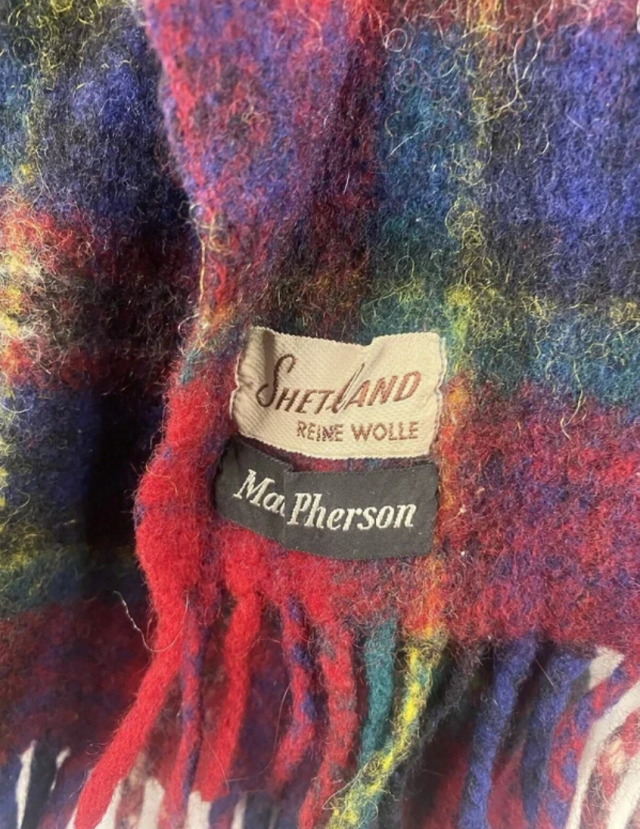 SHETLAND
REINE WOLLE
MacPherson